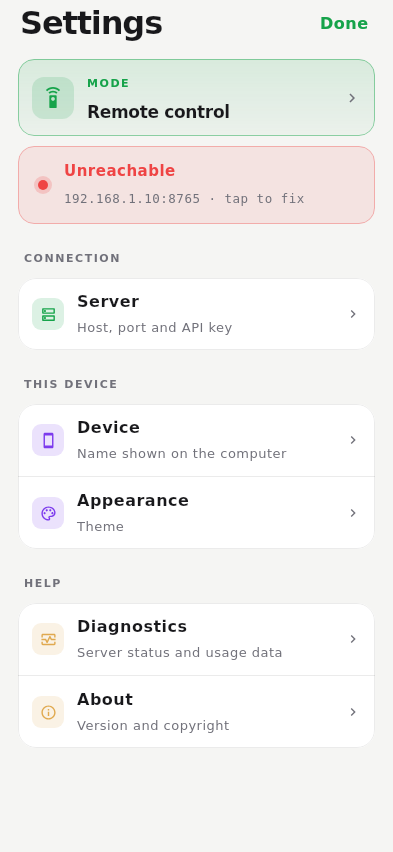 Settings
Done
MODE
Remote control
Unreachable
192.168.1.10:8765 · tap to fix
CONNECTION
Server
Host, port and API key
THIS DEVICE
Device
Name shown on the computer
Appearance
Theme
HELP
Diagnostics
Server status and usage data
About
Version and copyright